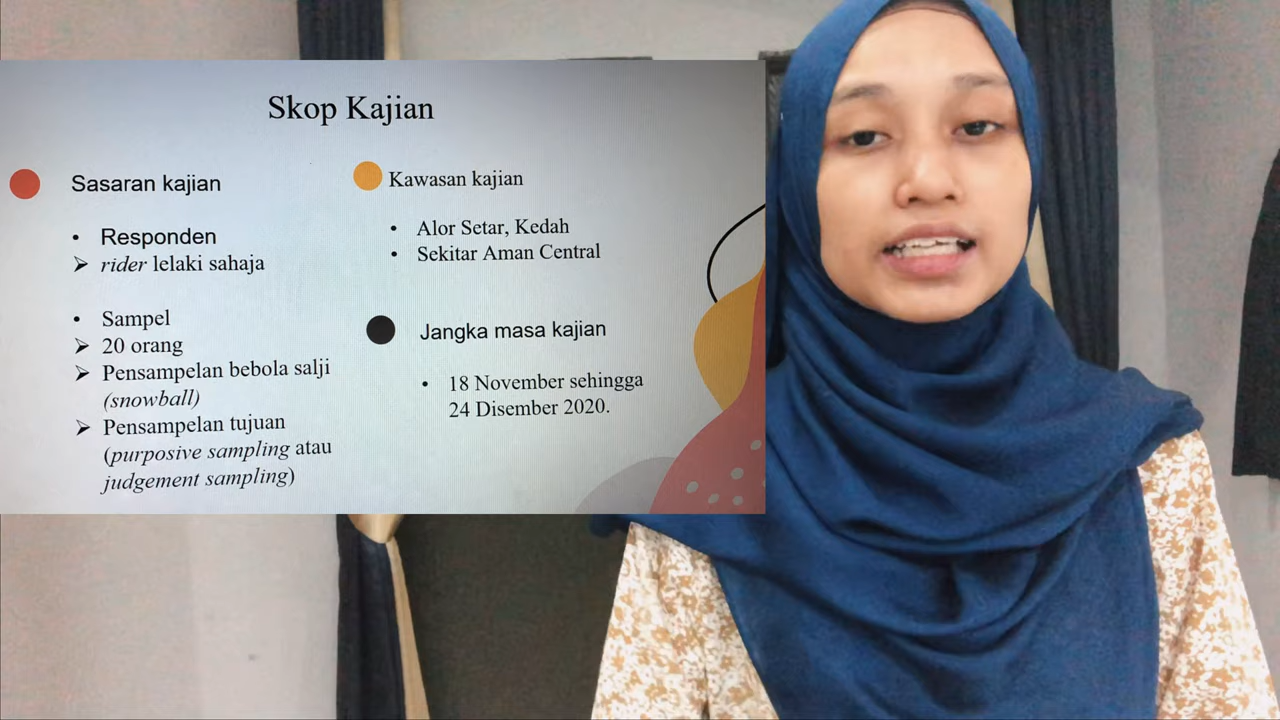 Skop Kajian
Sasaran kajian
• Responden
➢ rider lelaki sahaja
• Sampel
➢ 20 orang
➢ Pensampelan bebola salji
(snowball)
➢ Pensampelan tujuan
(purposive sampling atau
judgement sampling)
Kawasan kajian
• Alor Setar, Kedah
• Sekitar Aman Central
Jangka masa kajian
• 18 November sehingga
24 Disember 2020.